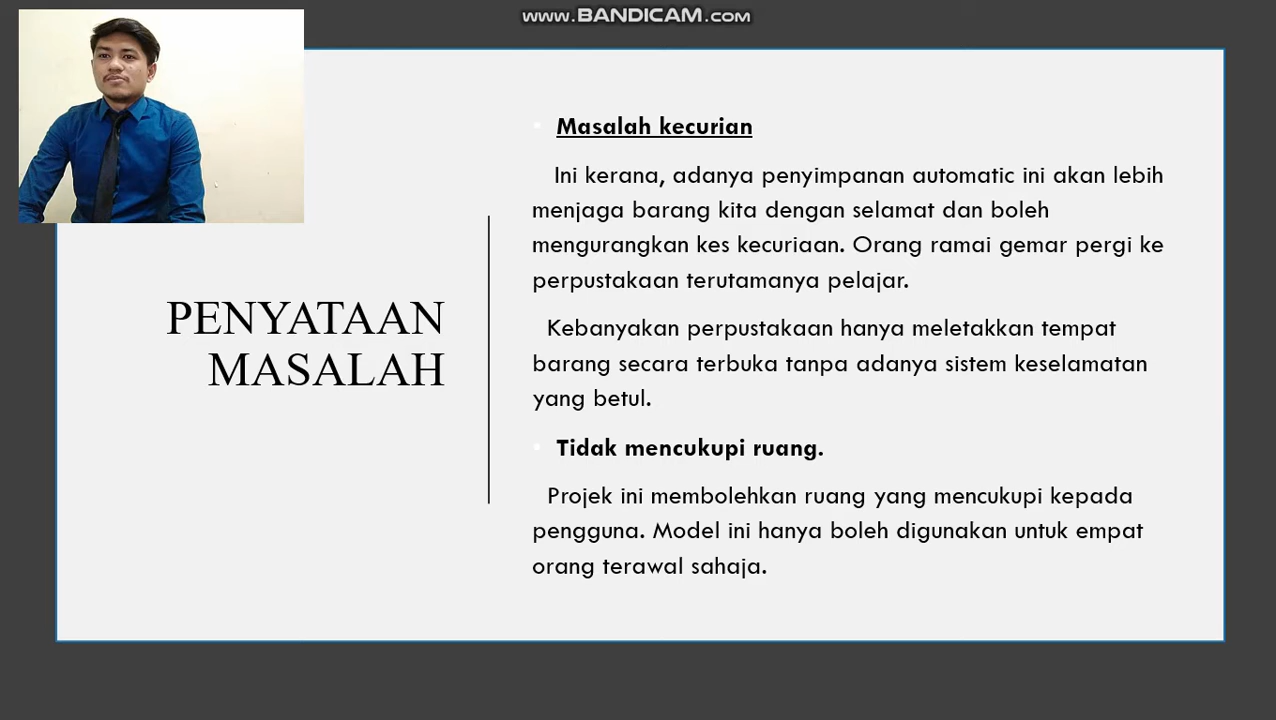 www.BANDICAM.com
Masalah kecurian
Ini kerana, adanya penyimpanan automatic ini akan lebih
menjaga barang kita dengan selamat dan boleh
mengurangkan kes kecuriaan. Orang ramai gemar pergi ke
perpustakaan terutamanya pelajar.
Kebanyakan perpustakaan hanya meletakkan tempat
barang secara terbuka tanpa adanya sistem keselamatan
yang betul.
Tidak mencukupi ruang.
Projek ini membolehkan ruang yang mencukupi kepada
pengguna. Model ini hanya boleh digunakan untuk empat
orang terawal sahaja.
PENYATAAN
MASALAH